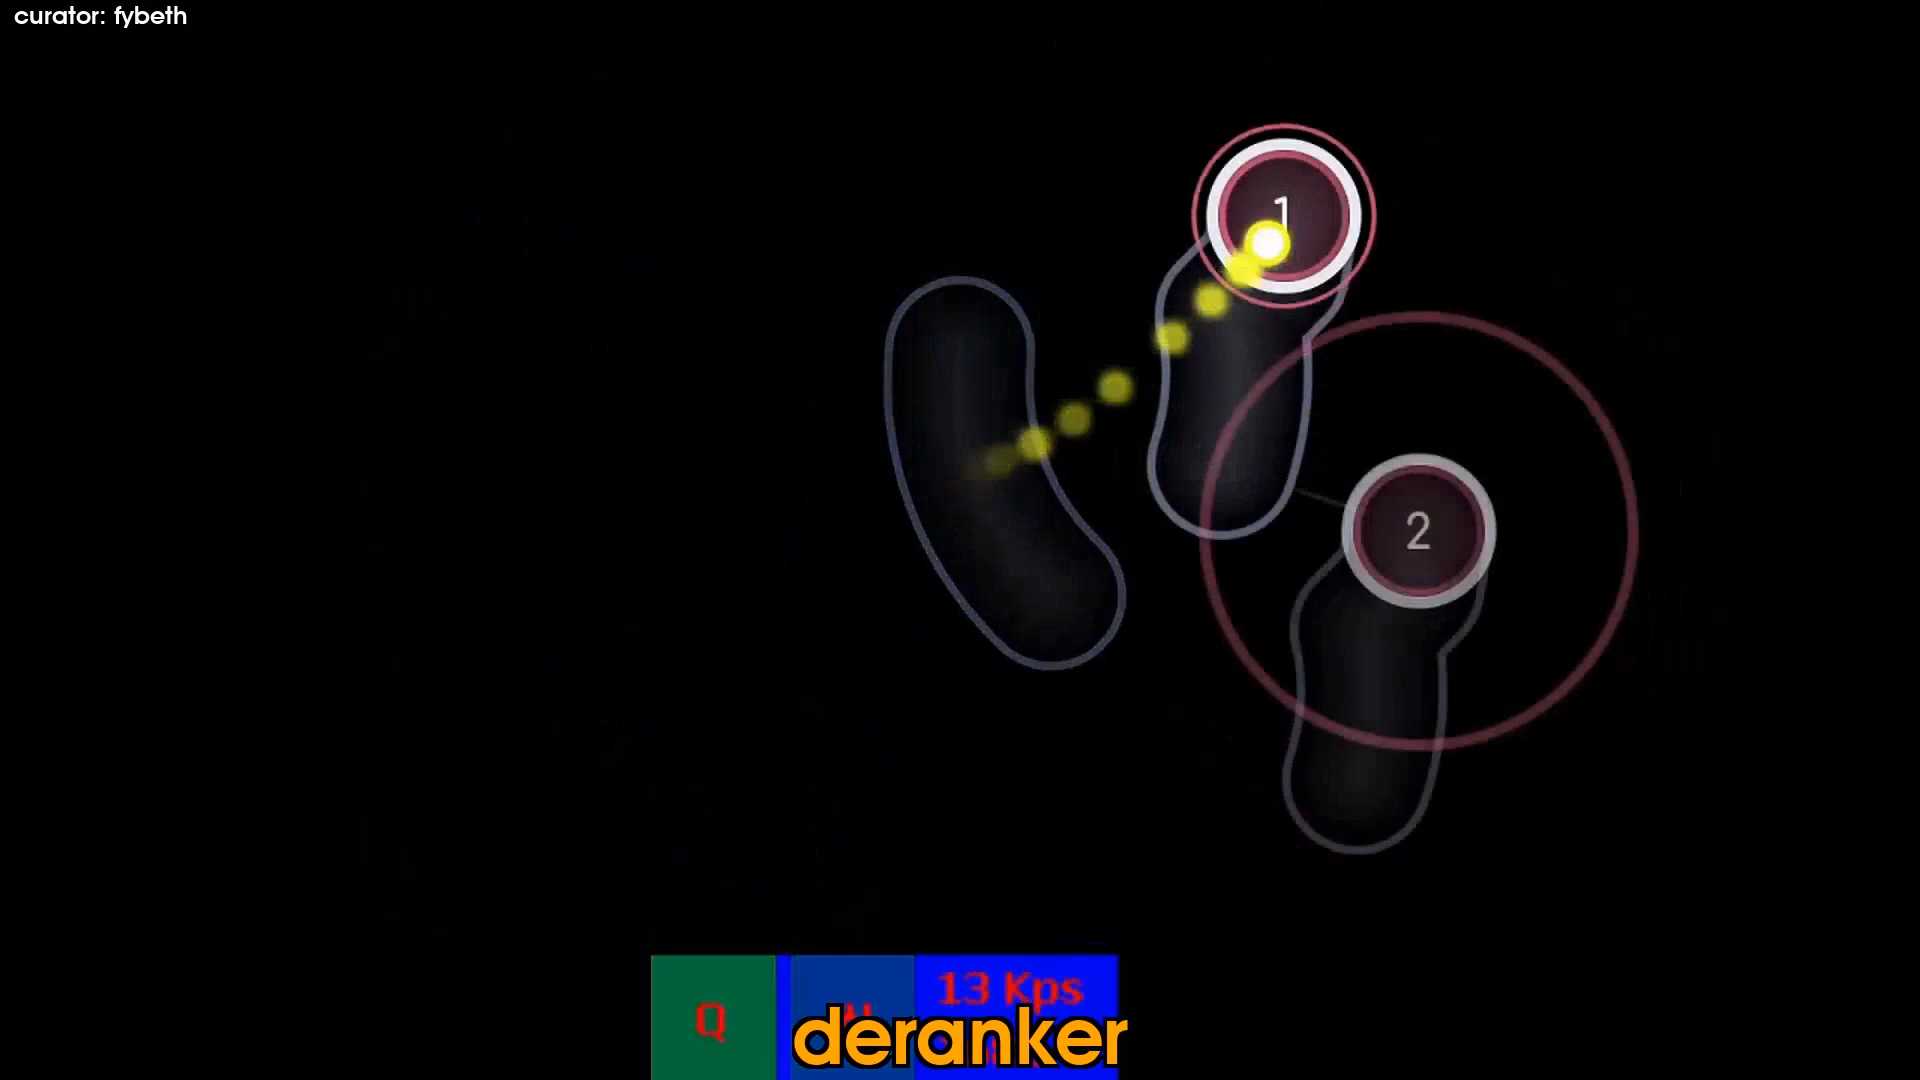 curator: fybeth
1
2
13 Kps
Q
deranker